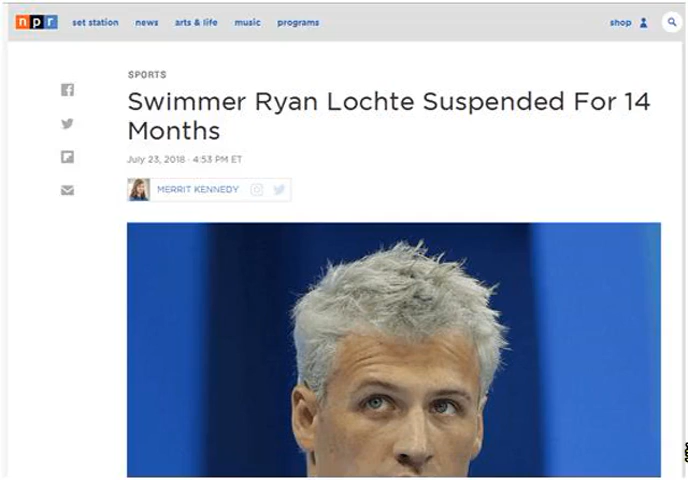 npr set station news arts & life music programs shop
SPORTS
Swimmer Ryan Lochte Suspended For 14
Months
July 23, 2018 · 4:53 PM ET
MERRIT KENNEDY